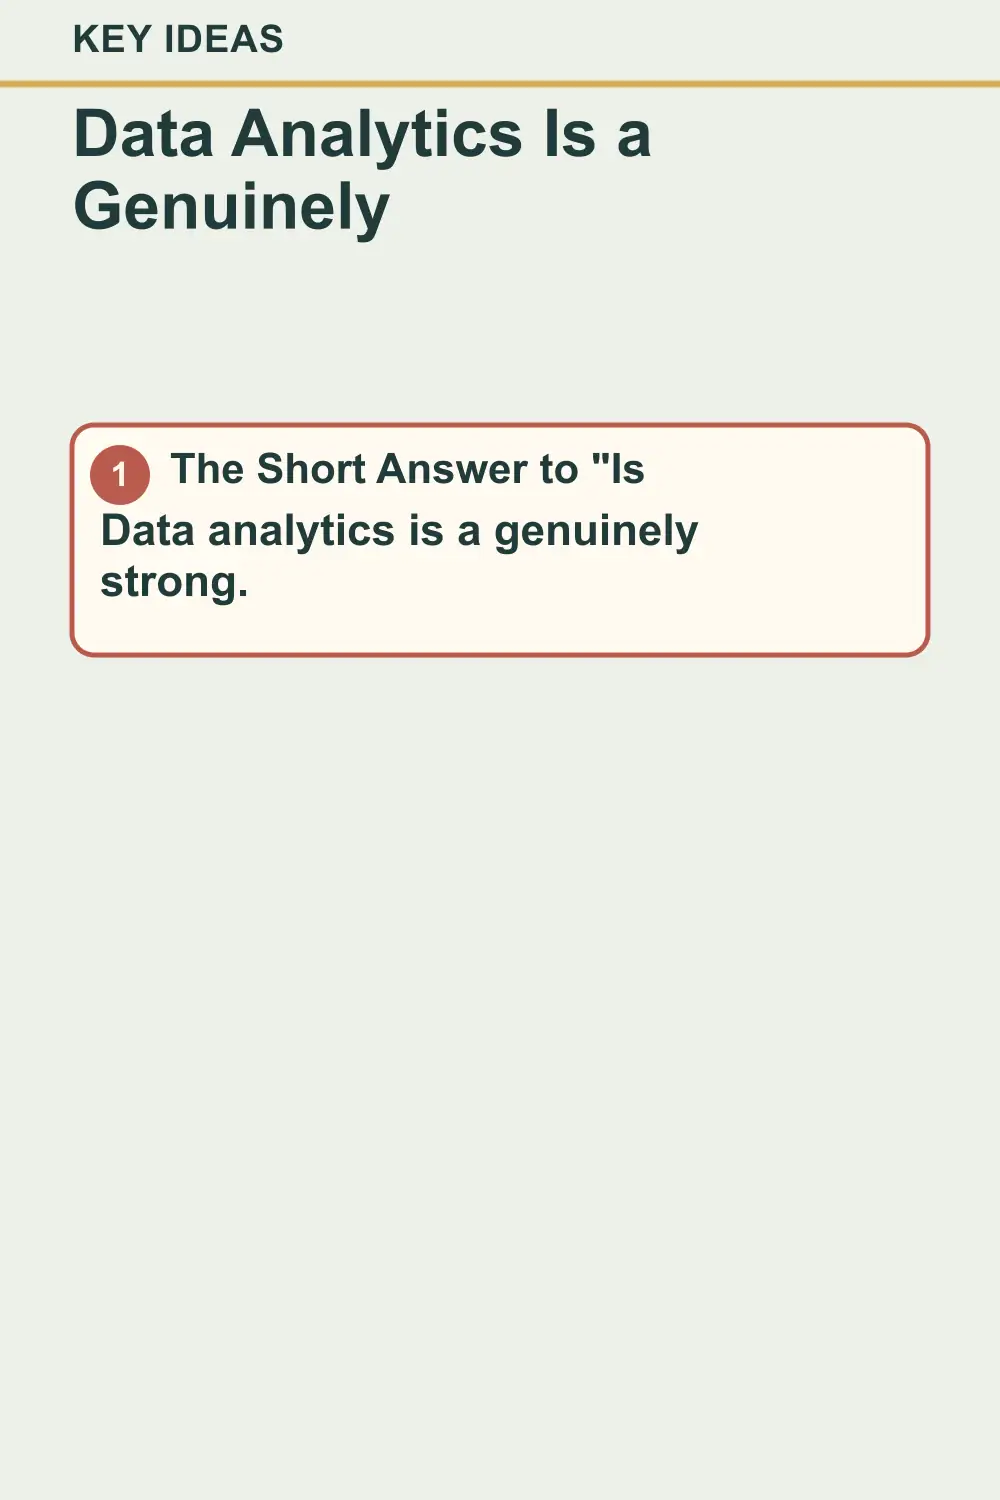 KEY IDEAS
Data Analytics Is a
Genuinely
1 The Short Answer to "Is
Data analytics is a genuinely
strong.